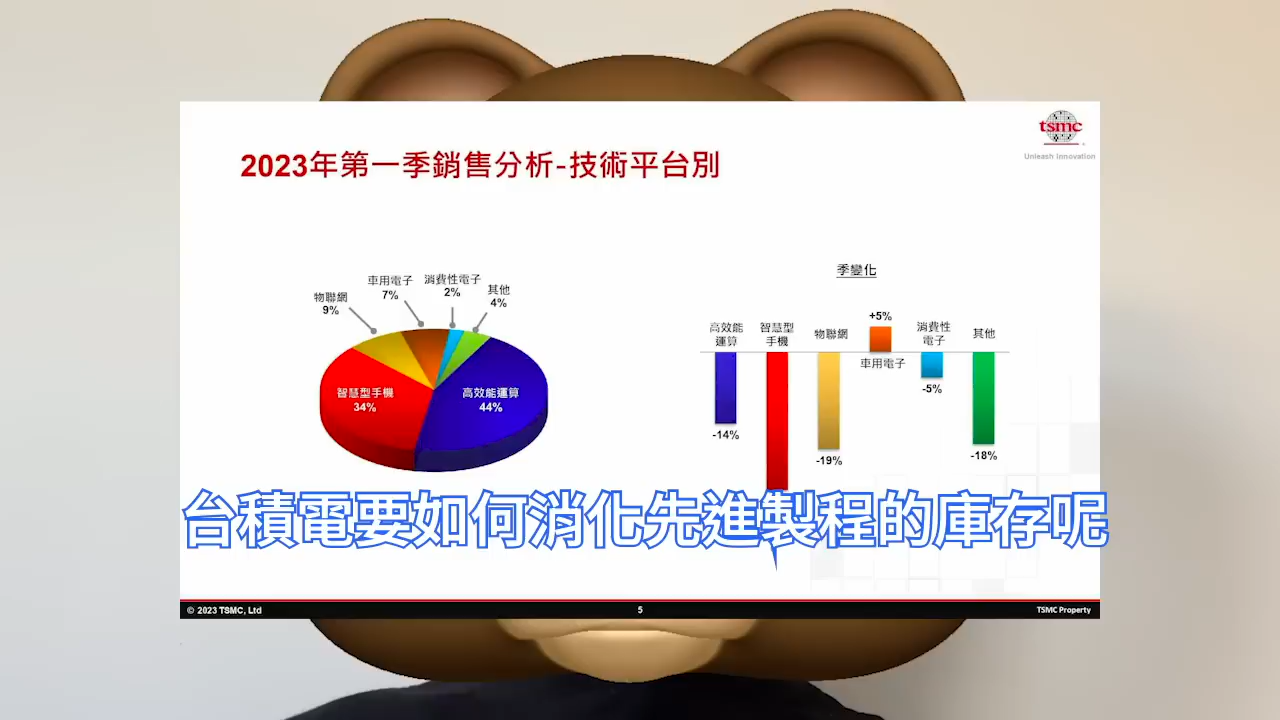 tsmc
Unleash Innovation
2023年第一季銷售分析-技術平台別
物聯網
9%
車用電子
7%
消費性電子
2%
其他
4%
智慧型手機
34%
高效能運算
44%
季變化
高效能
運算
-14%
智慧型
手機
物聯網
-19%
+5%
車用電子
消費性
電子
-5%
其他
-18%
台積電要如何消化先進製程的庫存呢
© 2023 TSMC, Ltd
5
TSMC Property